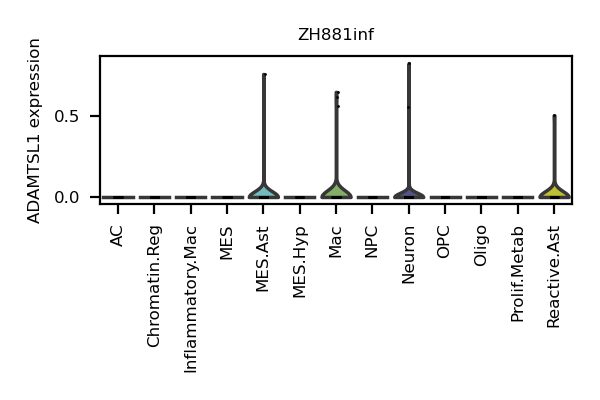 ZH881inf
ADAMTSL1 expression
0.5
0.0
AC
Chromatin.Reg
Inflammatory.Mac
MES
MES.Ast
MES.Hyp
Mac
NPC
Neuron
OPC
Oligo
Prolif.Metab
Reactive.Ast